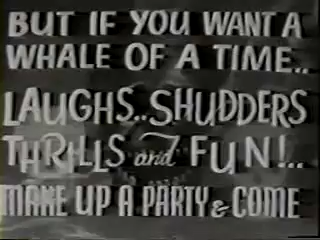 BUT IF YOU WANT A
WHALE OF A TIME..
LAUGHS..SHUDDERS
THRILLS and FUN!..
MAKE UP A PARTY & COME